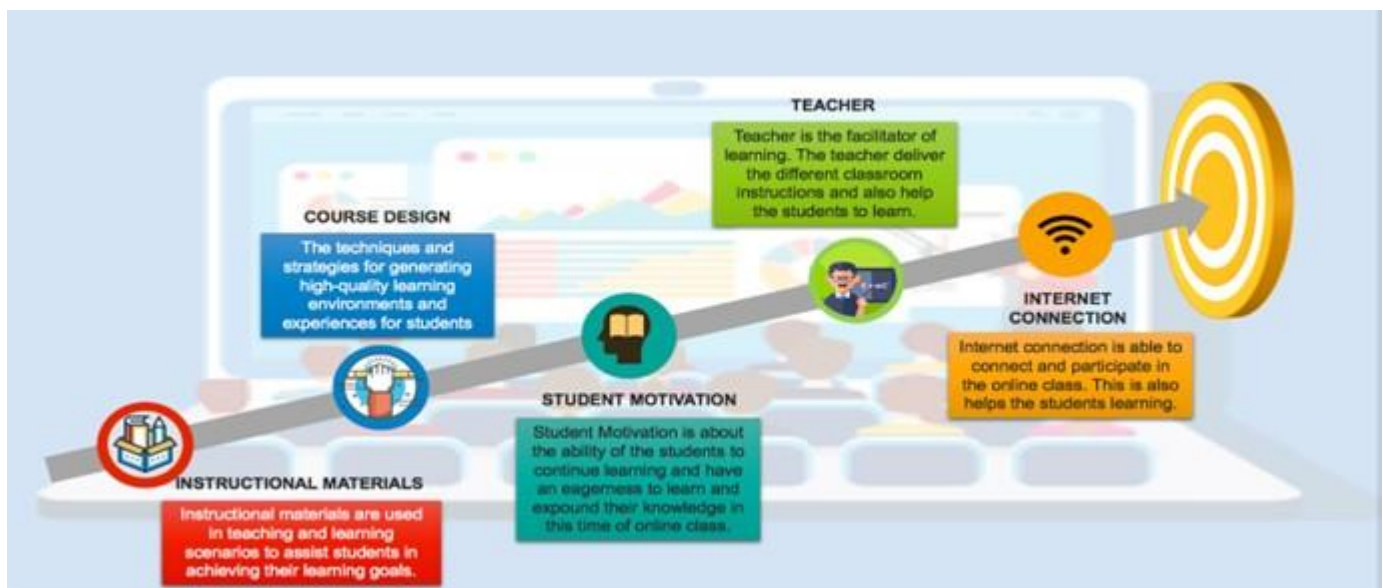 INSTRUCTIONAL MATERIALS
Instructional materials are used
in teaching and learning
scenarios to assist students in
achieving their learning goals.
COURSE DESIGN
The techniques and
strategies for generating
high-quality learning
environments and
experiences for students
STUDENT MOTIVATION
Student Motivation is about
the ability of the students to
continue learning and have
an eagerness to learn and
expound their knowledge in
this time of online class.
TEACHER
Teacher is the facilitator of
learning. The teacher deliver
the different classroom
instructions and also help
the students to learn.
INTERNET
CONNECTION
Internet connection is able to
connect and participate in
the online class. This is also
helps the students learning.